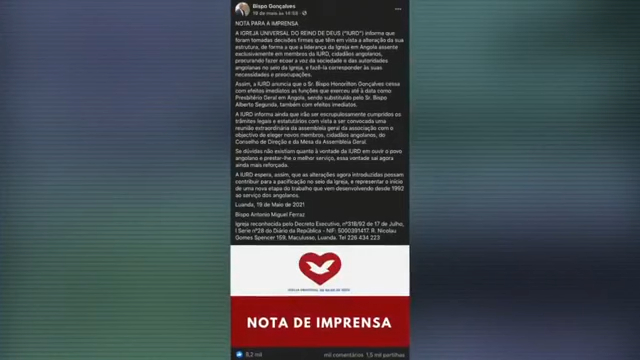 Bispo Gonçalves
19 de maio às 14:53
NOTA PARA A IMPRENSA
A IGREJA UNIVERSAL DO REINO DE DEUS ("IURD") informa que
foram tomadas decisões firmes que têm em vista a alteração da sua
estrutura, de forma a que a liderança da Igreja em Angola assente
exclusivamente em membros da IURD, cidadãos angolanos,
procurando fazer ecoar a voz da sociedade e das autoridades
angolanas no seio da Igreja, e fazê-la corresponder às suas
necessidades e preocupações.
Assim, a IURD anuncia que o Sr. Bispo Honorilton Gonçalves cessa
com efeitos imediatos as funções que exerceu até à data como
Presbitério Geral em Angola, sendo substituído pelo Sr. Bispo
Alberto Segunda, também com efeitos imediatos.
A IURD informa ainda que irão ser escrupulosamente cumpridos os
trâmites legais e estatutários com vista a ser convocada uma
reunião extraordinária da assembleia geral da associação com o
objectivo de eleger novos membros, cidadãos angolanos, do
Conselho de Direção e da Mesa da Assembleia Geral.
Se dúvidas não existiam quanto à vontade da IURD em ouvir o povo
angolano e prestar-lhe o melhor serviço, essa vontade sai agora
ainda mais reforçada.
A IURD espera, assim, que as alterações agora introduzidas possam
contribuir para a pacificação no seio da Igreja, e representar o início
de uma nova etapa do trabalho que vem desenvolvendo desde 1992
ao serviço dos angolanos.
Luanda, 19 de Maio de 2021
Bispo Antonio Miguel Ferraz
Igreja reconhecida pelo Decreto Executivo, nº318/92 de 17 de Julho,
I Serie nº28 do Diário da República - NIF: 5000391417. R. Nicolau
Gomes Spencer 159, Maculusso, Luanda. Tel 226 434 223
IGREJA UNIVERSAL DO REINO DE DEUS
NOTA DE IMPRENSA
8,2 mil
mil comentários 1,5 mil partilhas